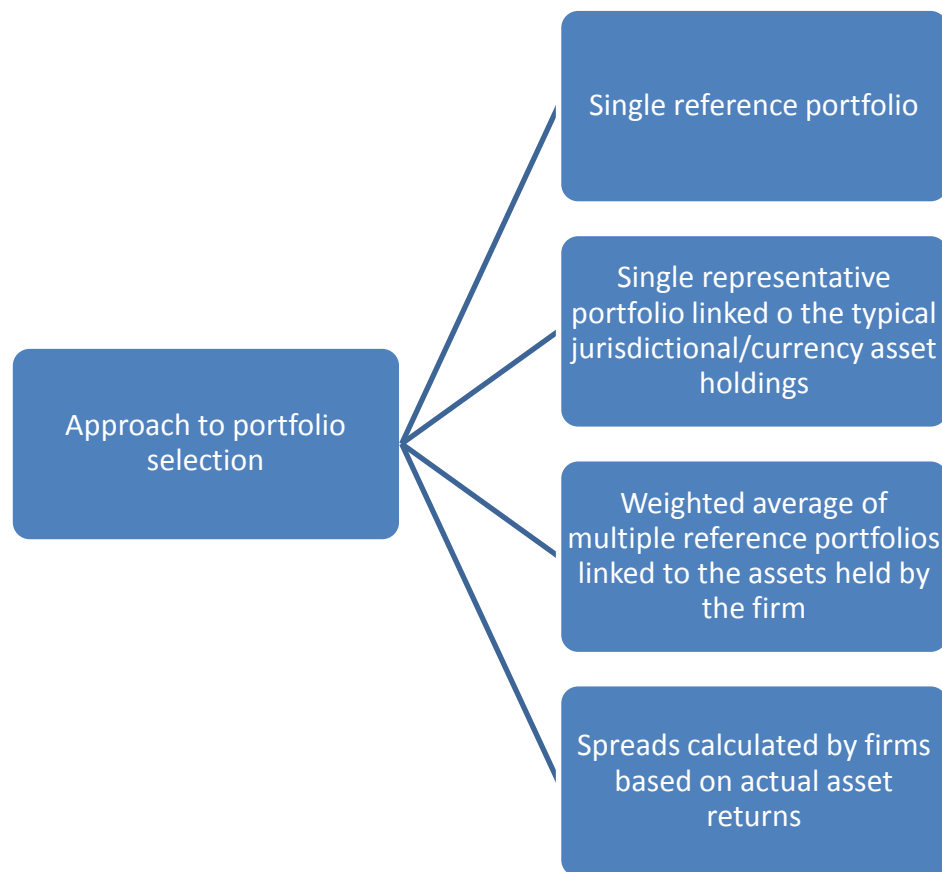 Single reference portfolio
Single representative
portfolio linked o the typical
jurisdictional/currency asset
holdings
Approach to portfolio
selection
Weighted average of
multiple reference portfolios
linked to the assets held by
the firm
Spreads calculated by firms
based on actual asset
returns